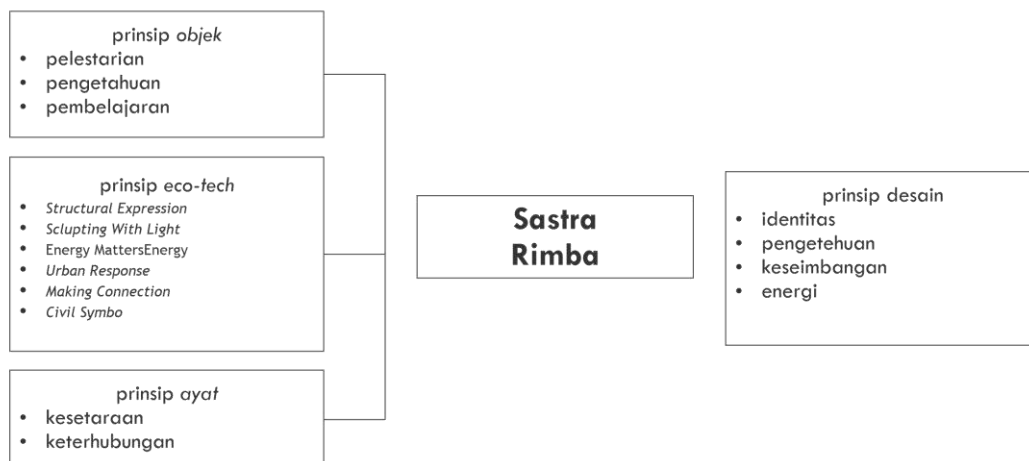 prinsip objek
• pelestarian
• pengetahuan
• pembelajaran
prinsip eco-tech
• Structural Expression
• Sclupting With Light
• Energy MattersEnergy
• Urban Response
• Making Connection
• Civil Symbo
prinsip ayat
• kesetaraan
• keterhubungan
Sastra
Rimba
prinsip desain
• identitas
• pengetehuan
• keseimbangan
• energi